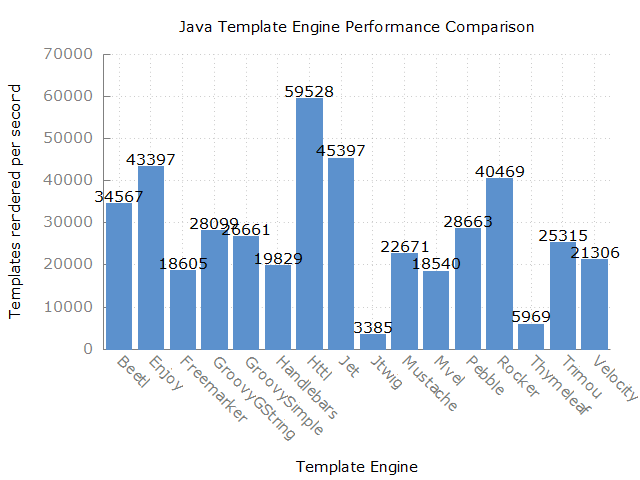 Java Template Engine Performance Comparison
Templates rendered per second
70000
60000
50000
40000
30000
20000
10000
0
34567
43397
18605
28099
26661
19829
59528
45397
3385
22671
18540
28663
40469
5969
25315
21306
Beetl
Enjoy
Freemarker
GroovyGString
GroovySimple
Handlebars
Httl
Jet
Jtwig
Mustache
Mvel
Pebble
Rocker
Thymeleaf
Trimou
Velocity
Template Engine